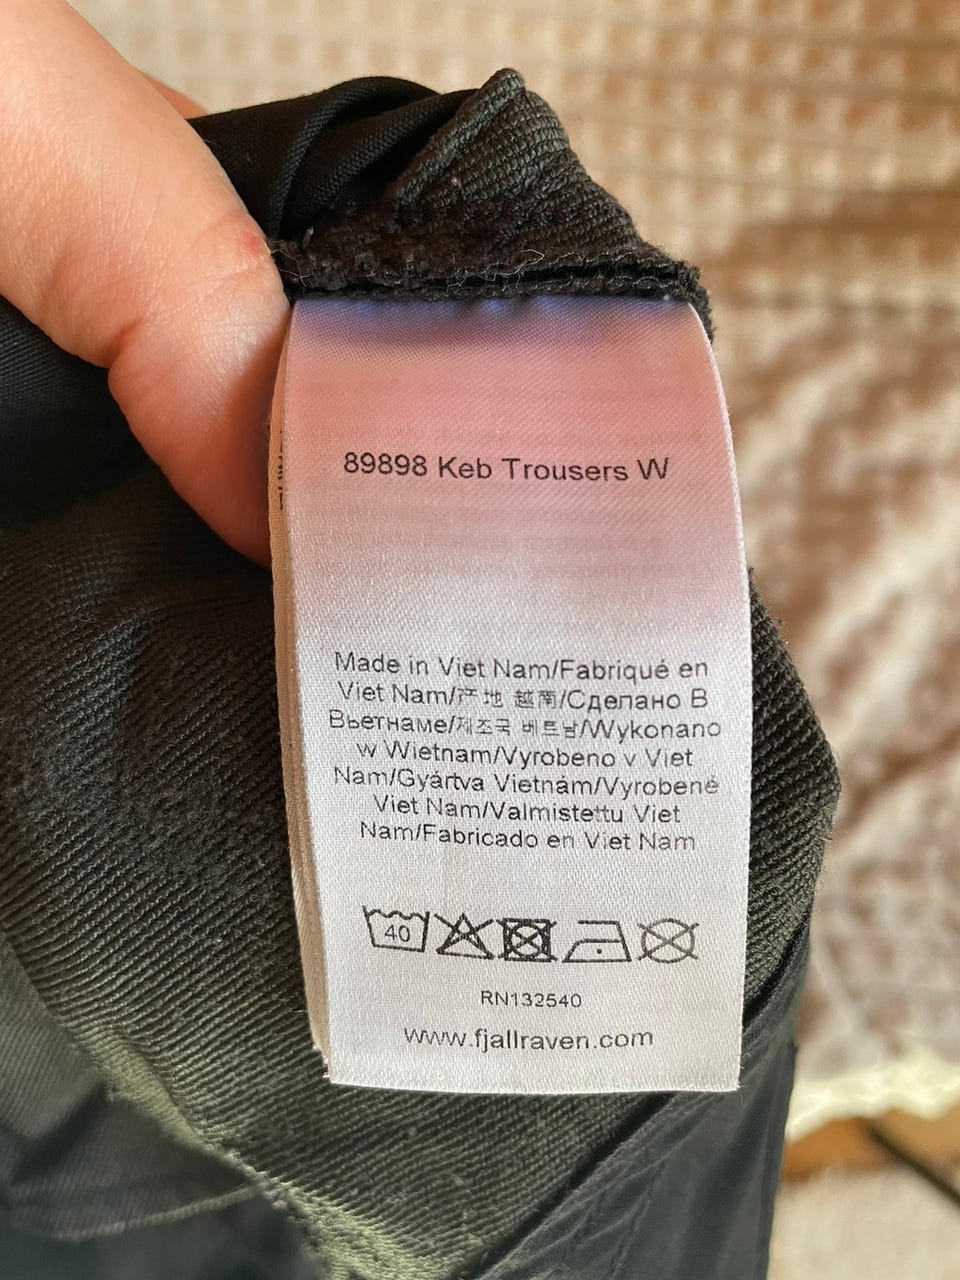 89898 Keb Trousers W
Made in Viet Nam/Fabriqué en
Viet Nam/产地 越南/Сделано В
Вьетнаме/제조국 베트남/Wykonano
w Wietnam/Vyrobeno v Viet
Nam/Gyártva Vietnám/Vyrobené
Viet Nam/Valmistettu Viet
Nam/Fabricado en Viet Nam
40
RN132540
www.fjallraven.com